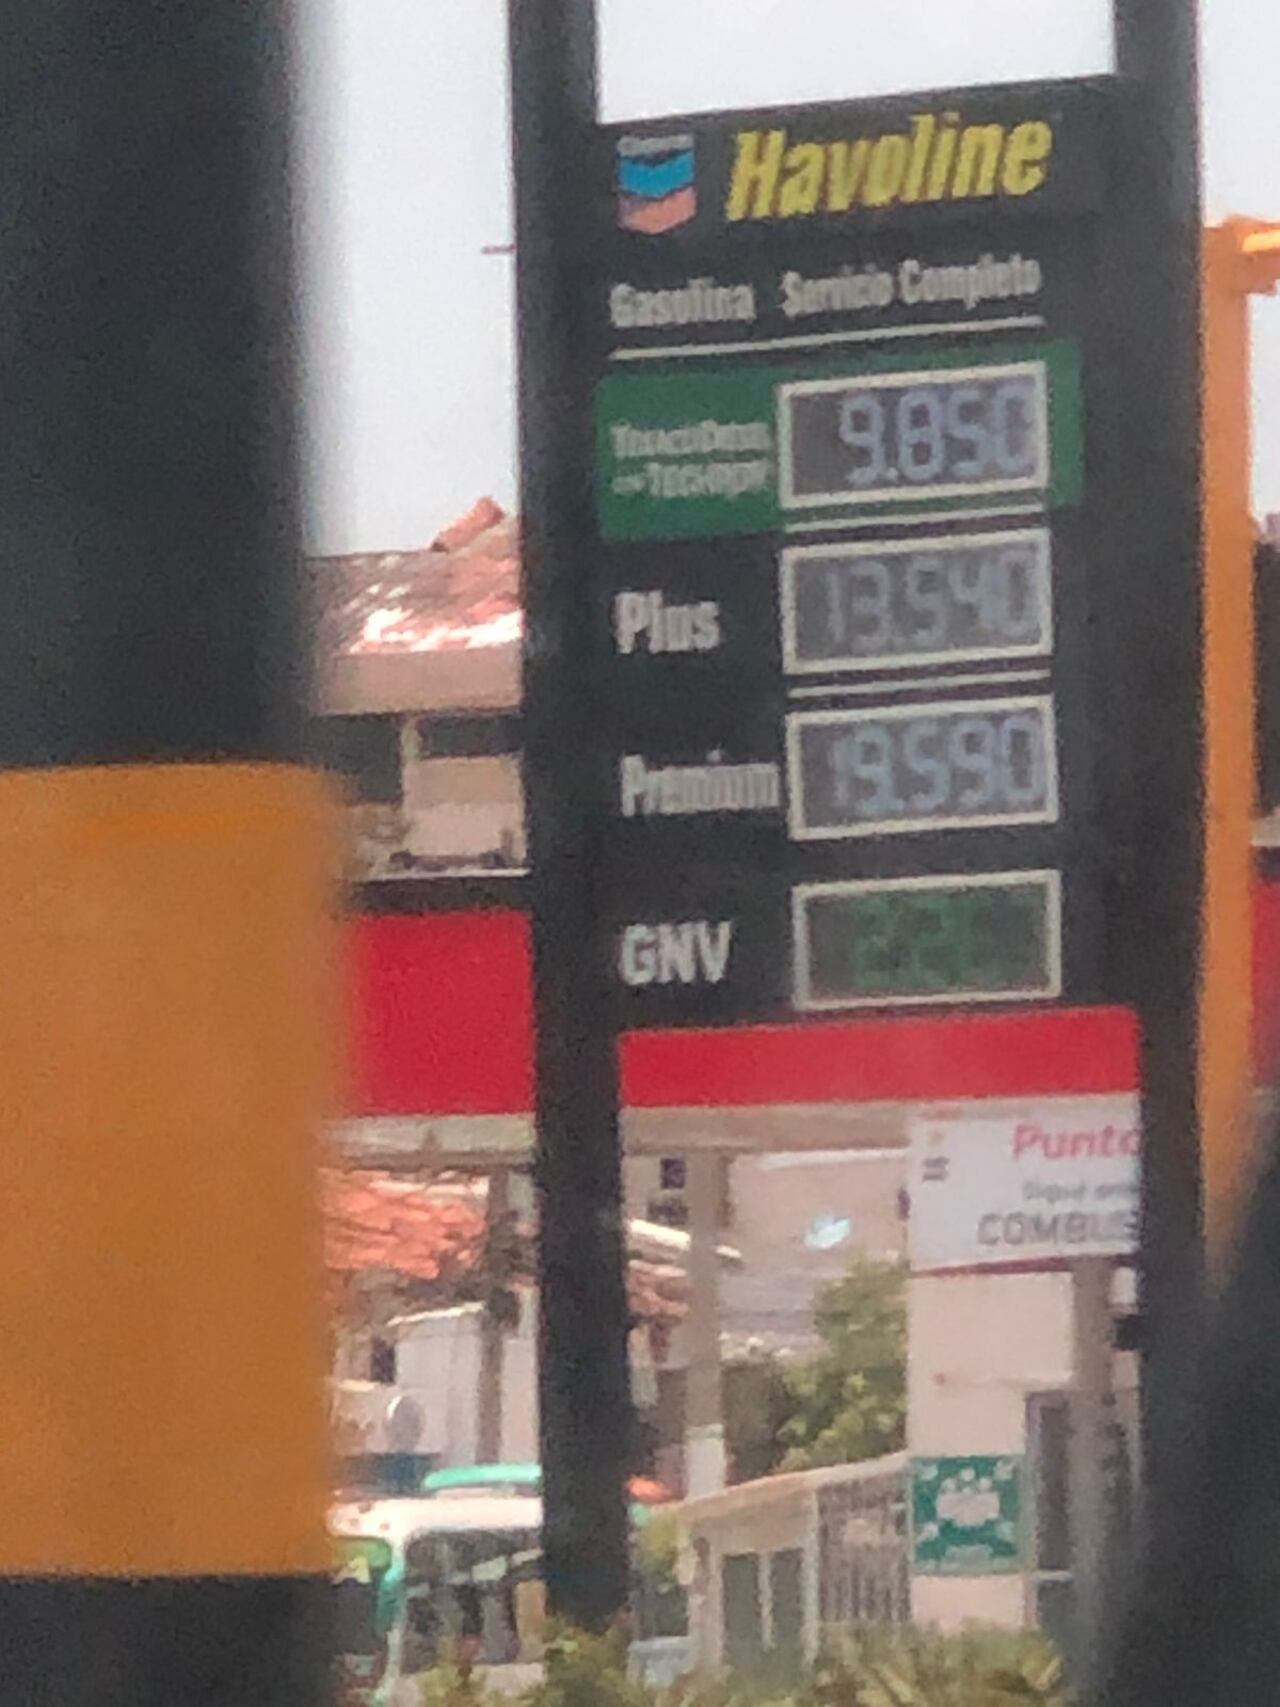 Havoline
Gasolina Servicio Completo
9.850
Plus 13.540
Premium 19.590
GNV
Punto
COMBUS